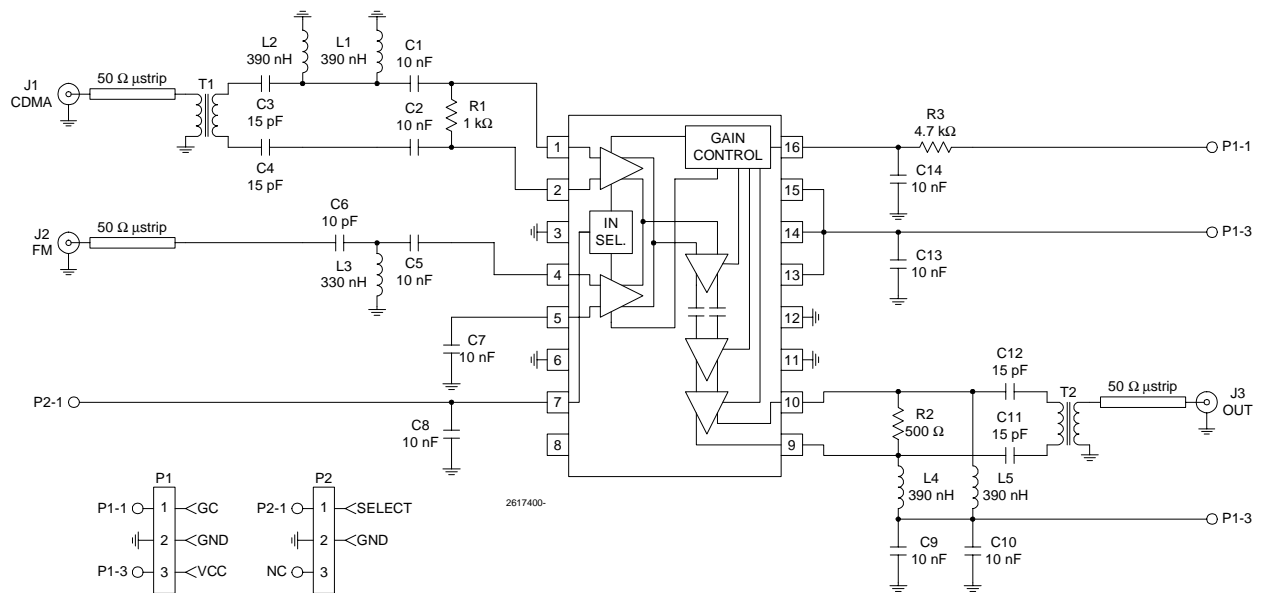 L2
390 nH
L1
390 nH
C1
10 nF
J1
CDMA
50 Ω µstrip
T1
C3
15 pF
C2
10 nF
R1
1 kΩ
C4
15 pF
J2
FM
50 Ω µstrip
C6
10 pF
L3
330 nH
C5
10 nF
C7
10 nF
P2-1
C8
10 nF
1
2
3
4
5
6
7
8
GAIN
CONTROL
IN
SEL.
16
15
14
13
12
11
10
9
R3
4.7 kΩ
P1-1
C14
10 nF
P1-3
C13
10 nF
C12
15 pF
T2
50 Ω µstrip
J3
OUT
R2
500 Ω
C11
15 pF
L4
390 nH
L5
390 nH
P1-3
C9
10 nF
C10
10 nF
2617400-
P1
P1-1 1 GC
2 GND
P1-3 3 VCC
P2
P2-1 1 SELECT
2 GND
NC 3